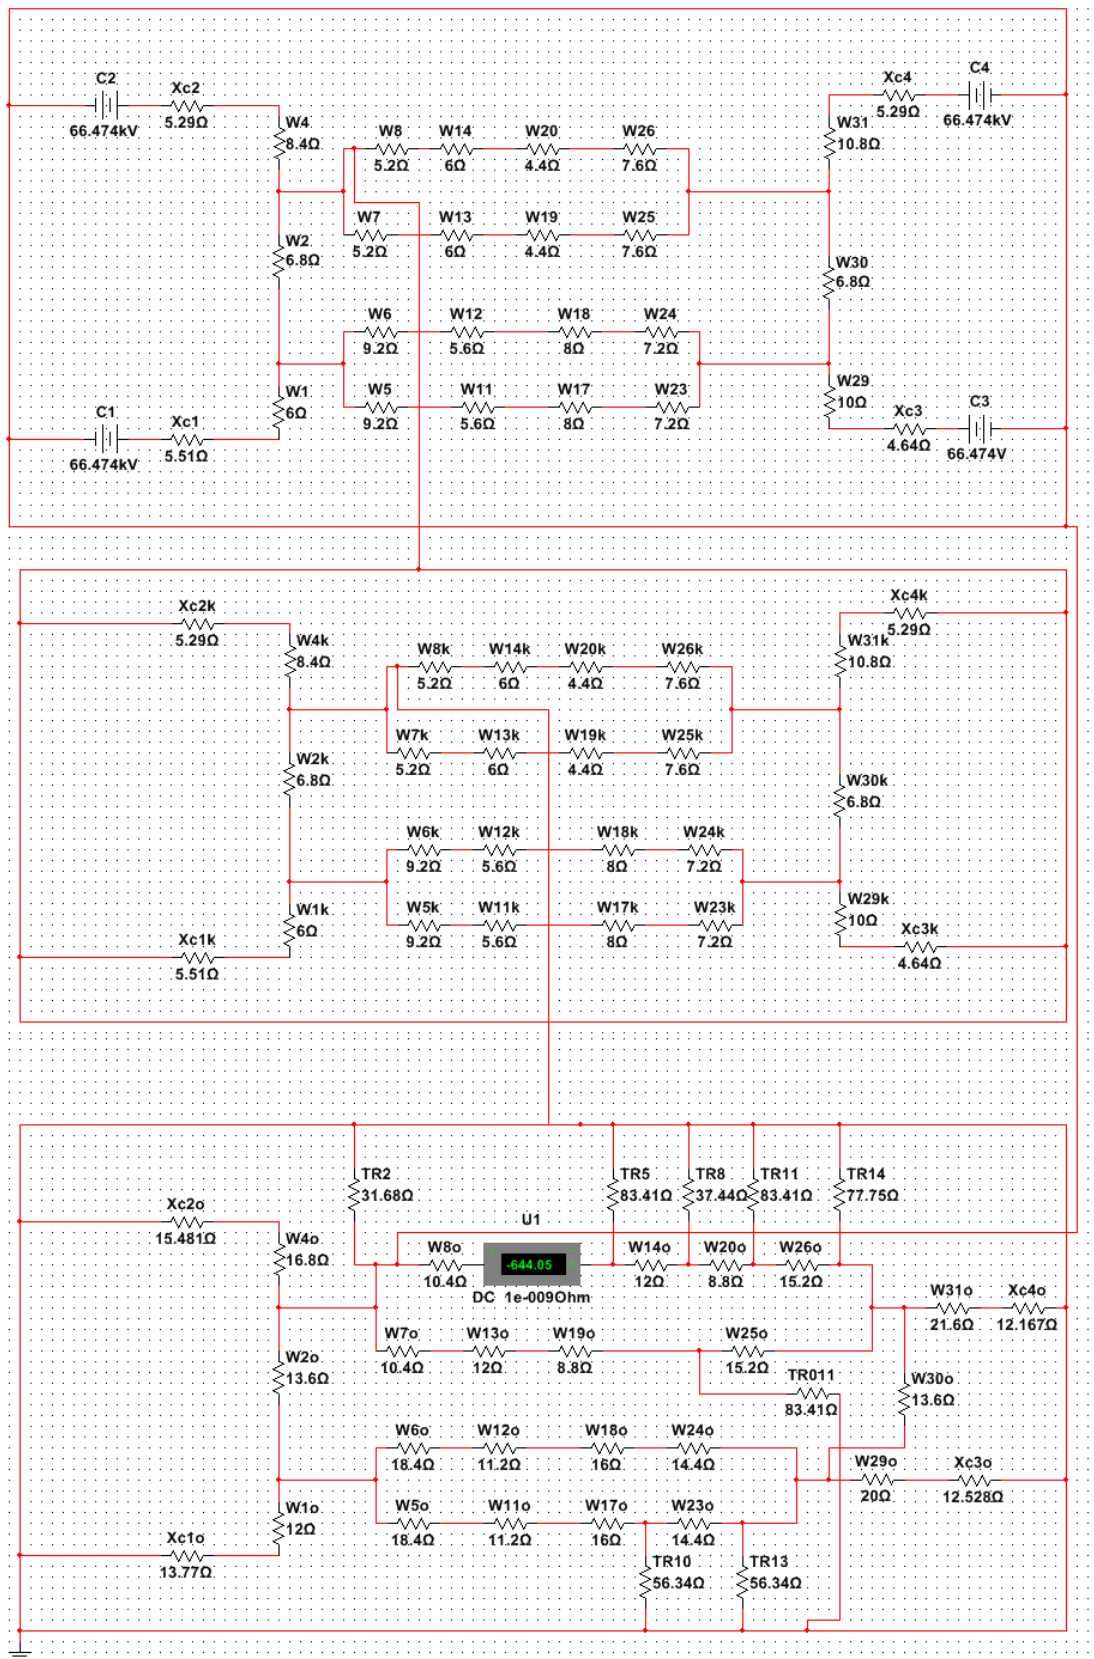 C2
66.474kV
Xc2
5.29Ω
W4
8.4Ω
W8
5.2Ω
W14
6Ω
W20
4.4Ω
W26
7.6Ω
W31
10.8Ω
Xc4
5.29Ω
C4
66.474kV
W7
5.2Ω
W13
6Ω
W19
4.4Ω
W25
7.6Ω
W2
6.8Ω
W30
6.8Ω
W6
9.2Ω
W12
5.6Ω
W18
8Ω
W24
7.2Ω
W5
9.2Ω
W11
5.6Ω
W17
8Ω
W23
7.2Ω
W1
6Ω
W29
10Ω
C1
66.474kV
Xc1
5.51Ω
Xc3
4.64Ω
C3
66.474V
Xc2k
5.29Ω
W4k
8.4Ω
W8k
5.2Ω
W14k
6Ω
W20k
4.4Ω
W26k
7.6Ω
W31k
10.8Ω
Xc4k
5.29Ω
W7k
5.2Ω
W13k
6Ω
W19k
4.4Ω
W25k
7.6Ω
W2k
6.8Ω
W30k
6.8Ω
W6k
9.2Ω
W12k
5.6Ω
W18k
8Ω
W24k
7.2Ω
W5k
9.2Ω
W11k
5.6Ω
W17k
8Ω
W23k
7.2Ω
W1k
6Ω
W29k
10Ω
Xc1k
5.51Ω
Xc3k
4.64Ω
TR2
31.68Ω
TR5
83.41Ω
TR8
37.44Ω
TR11
83.41Ω
TR14
77.75Ω
Xc2o
15.481Ω
W4o
16.8Ω
U1
W8o
10.4Ω
-644.05
DC 1e-009Ohm
W14o
12Ω
W20o
8.8Ω
W26o
15.2Ω
W31o
21.6Ω
Xc4o
12.167Ω
W7o
10.4Ω
W13o
12Ω
W19o
8.8Ω
W25o
15.2Ω
W2o
13.6Ω
TR011
83.41Ω
W30o
13.6Ω
W6o
18.4Ω
W12o
11.2Ω
W18o
16Ω
W24o
14.4Ω
W29o
20Ω
Xc3o
12.528Ω
W5o
18.4Ω
W11o
11.2Ω
W17o
16Ω
W23o
14.4Ω
W1o
12Ω
Xc1o
13.77Ω
TR10
56.34Ω
TR13
56.34Ω